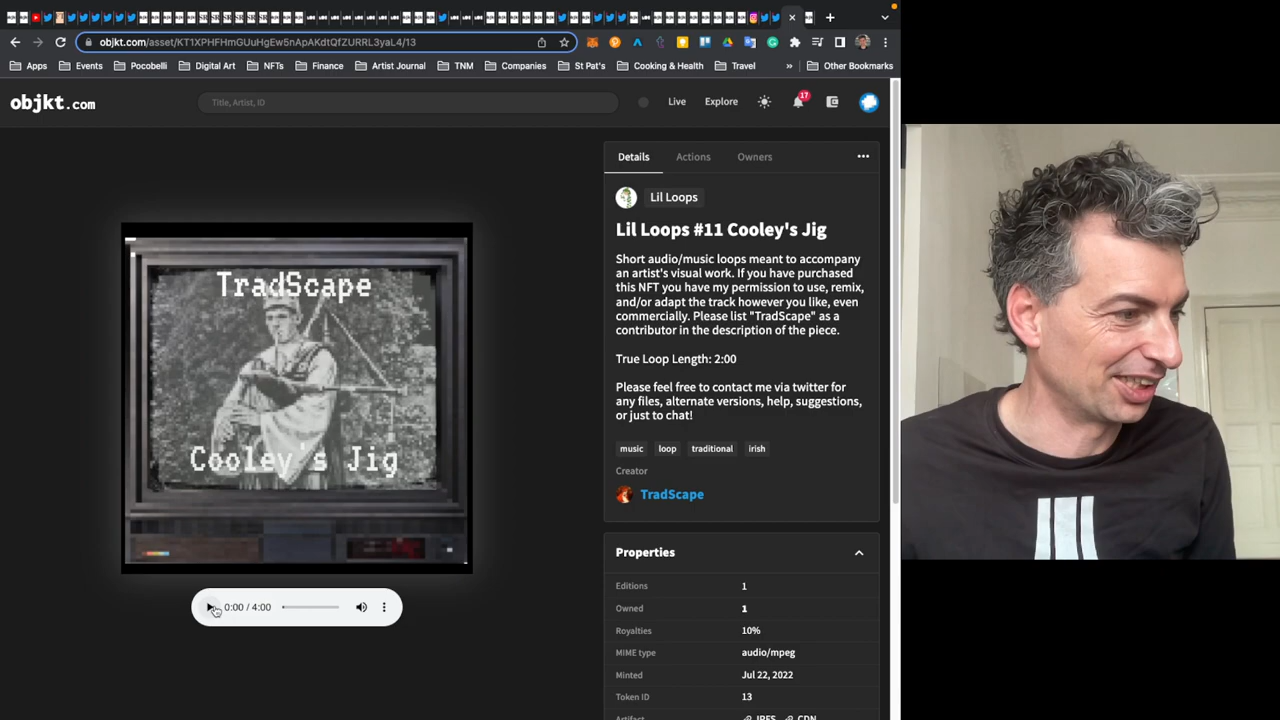 objkt.com/asset/KT1XPHFHmGUuHgEw5nApAKdtQfZURRL3yaL4/13
Apps
Events
Pocobelli
Digital Art
NFTs
Finance
Artist Journal
TNM
Companies
St Pat's
Cooking & Health
Travel
»
Other Bookmarks
objkt.com
Title, Artist, ID
Live
Explore
17
Details
Actions
Owners
Lil Loops
Lil Loops #11 Cooley's Jig
Short audio/music loops meant to accompany
an artist's visual work. If you have purchased
this NFT you have my permission to use, remix,
and/or adapt the track however you like, even
commercially. Please list "TradScape" as a
contributor in the description of the piece.
True Loop Length: 2:00
Please feel free to contact me via twitter for
any files, alternate versions, help, suggestions,
or just to chat!
music
loop
traditional
irish
Creator
TradScape
TradScape
Cooley's Jig
0:00 / 4:00
Properties
Editions 1
Owned 1
Royalties 10%
MIME type audio/mpeg
Minted Jul 22, 2022
Token ID 13
Artifact IPFS CDN